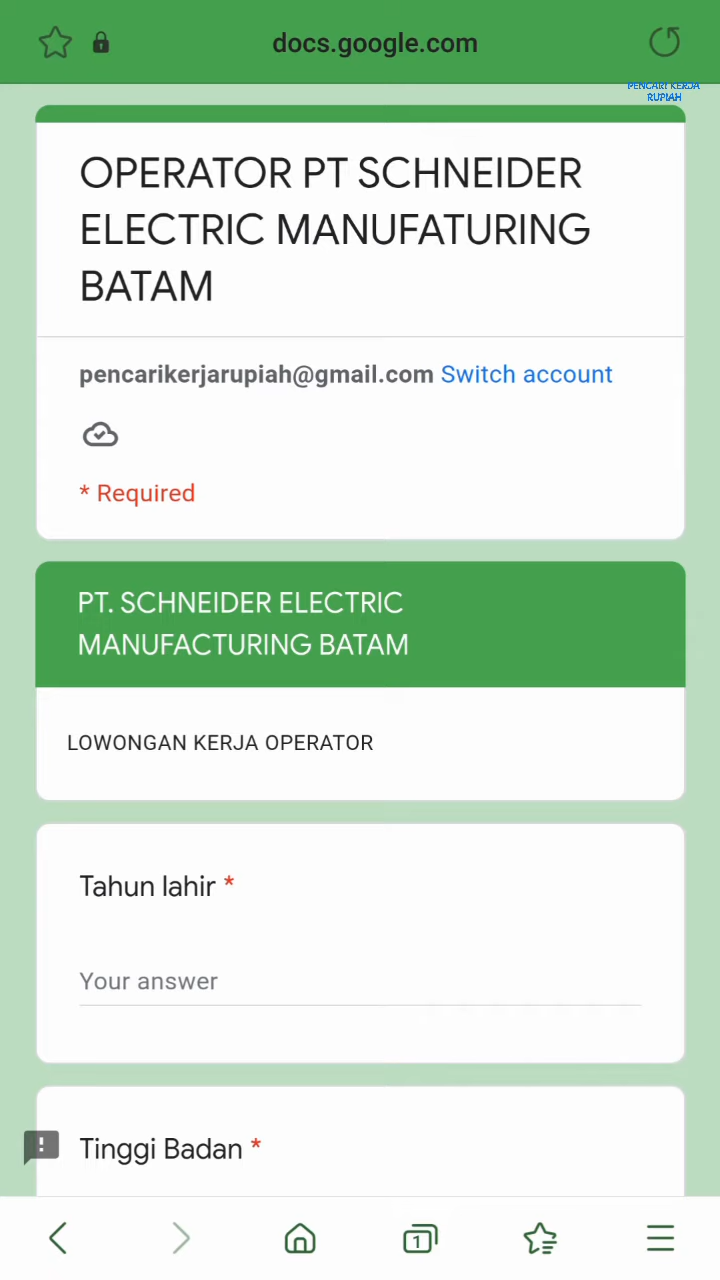 docs.google.com
PENCARI KERJA
RUPIAH
OPERATOR PT SCHNEIDER
ELECTRIC MANUFATURING
BATAM
pencarikerjarupiah@gmail.com Switch account
* Required
PT. SCHNEIDER ELECTRIC
MANUFACTURING BATAM
LOWONGAN KERJA OPERATOR
Tahun lahir *
Your answer
Tinggi Badan *
1